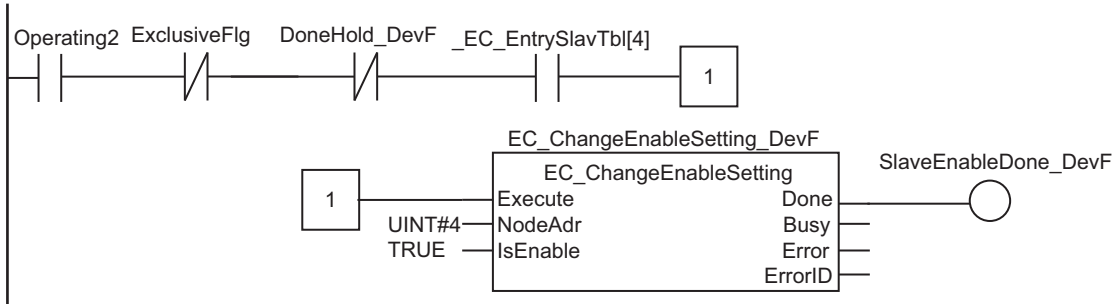 Operating2 ExclusiveFlg DoneHold_DevF _EC_EntrySlavTbl[4]
1
EC_ChangeEnableSetting_DevF
EC_ChangeEnableSetting SlaveEnableDone_DevF
1 Execute Done
UINT#4 NodeAdr Busy
TRUE IsEnable Error
ErrorID